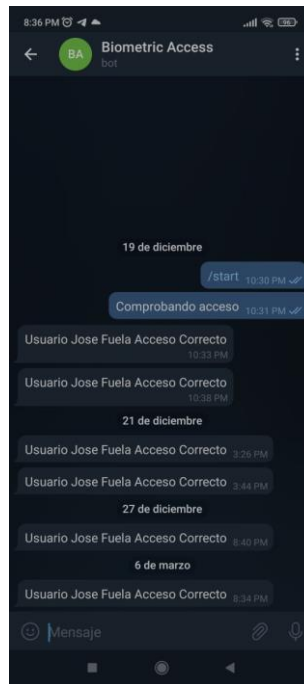 8:36 PM
96
BA
Biometric Access
bot
19 de diciembre
/start 10:30 PM
Comprobando acceso 10:31 PM
Usuario Jose Fuela Acceso Correcto
10:33 PM
Usuario Jose Fuela Acceso Correcto
10:38 PM
21 de diciembre
Usuario Jose Fuela Acceso Correcto 3:26 PM
Usuario Jose Fuela Acceso Correcto 3:44 PM
27 de diciembre
Usuario Jose Fuela Acceso Correcto 8:40 PM
6 de marzo
Usuario Jose Fuela Acceso Correcto 8:34 PM
Mensaje